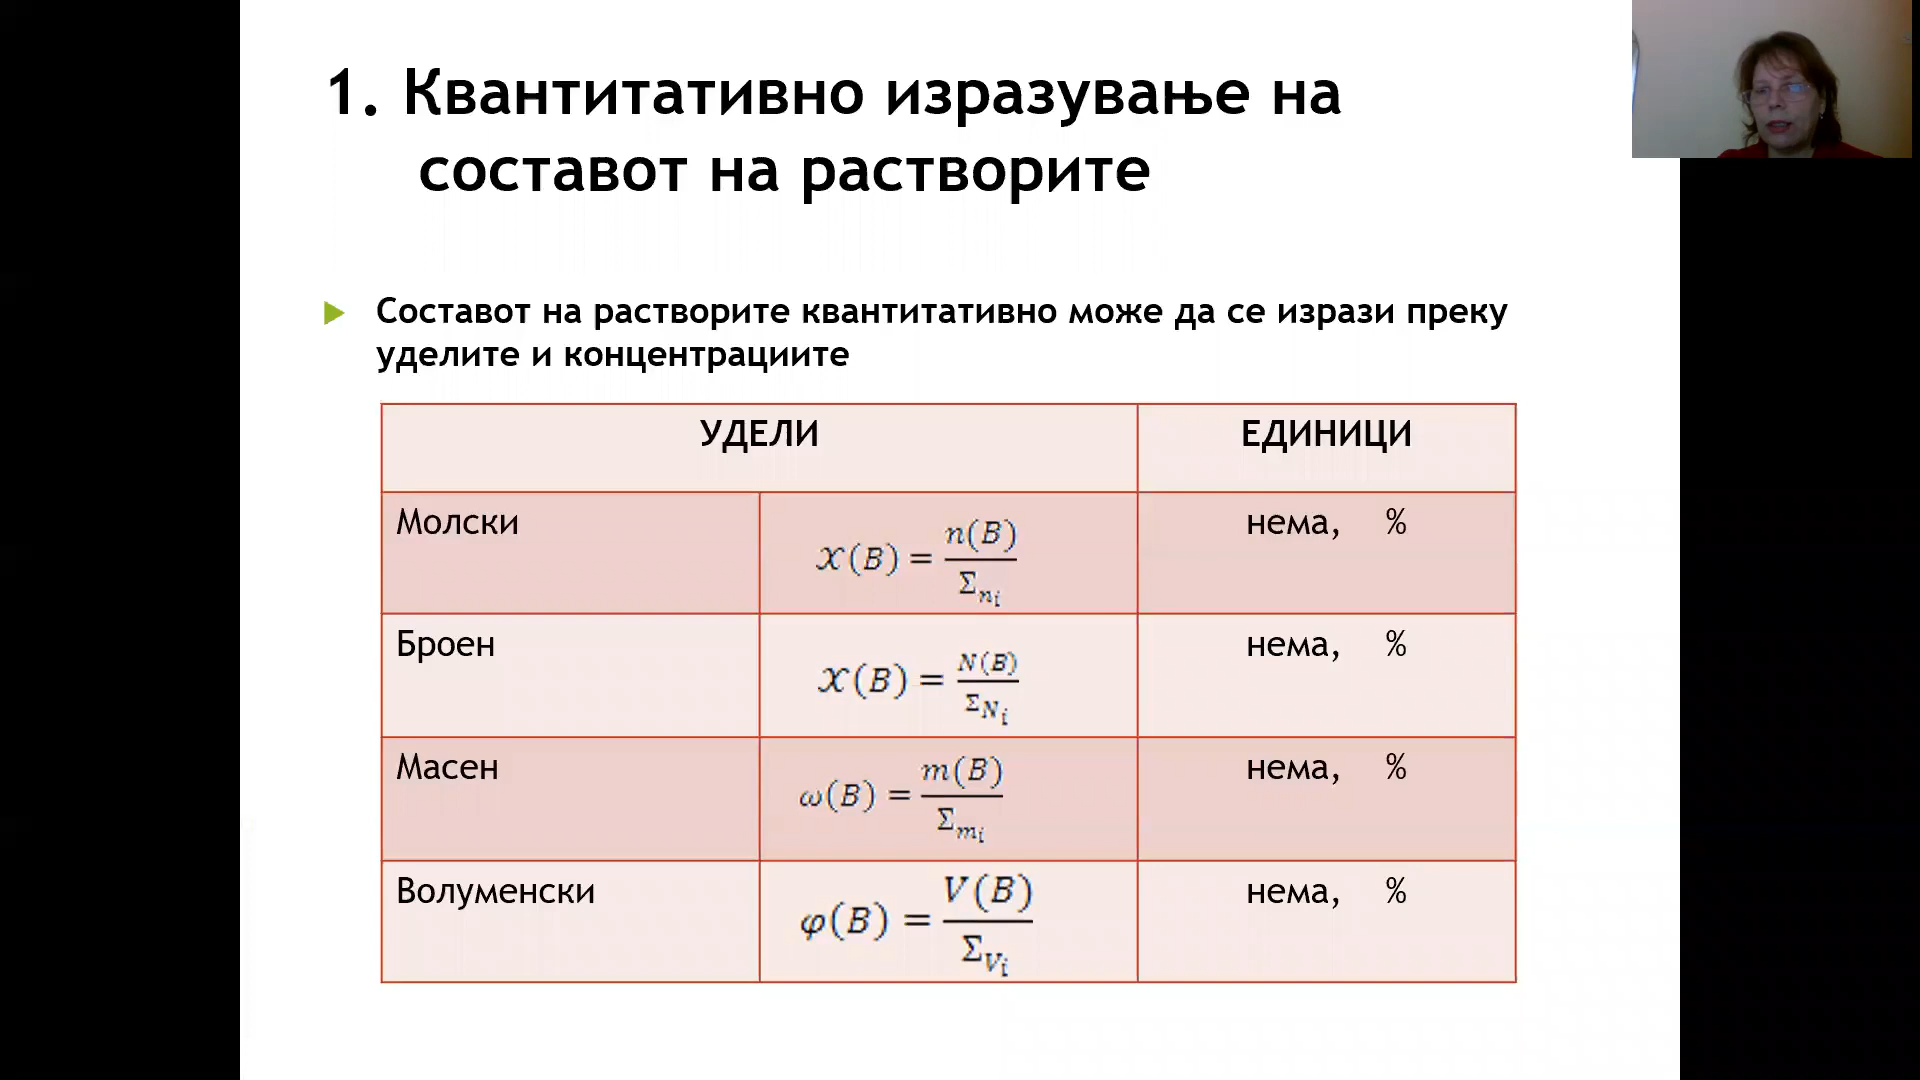 1. Квантитативно изразување на
составот на растворите
Составот на растворите квантитативно може да се изрази преку
уделите и концентрациите
УДЕЛИ ЕДИНИЦИ
Молски X(B) = n(B) / Σnᵢ нема, %
Броен X(B) = N(B) / ΣNᵢ нема, %
Масен ω(B) = m(B) / Σmᵢ нема, %
Волуменски φ(B) = V(B) / ΣVᵢ нема, %